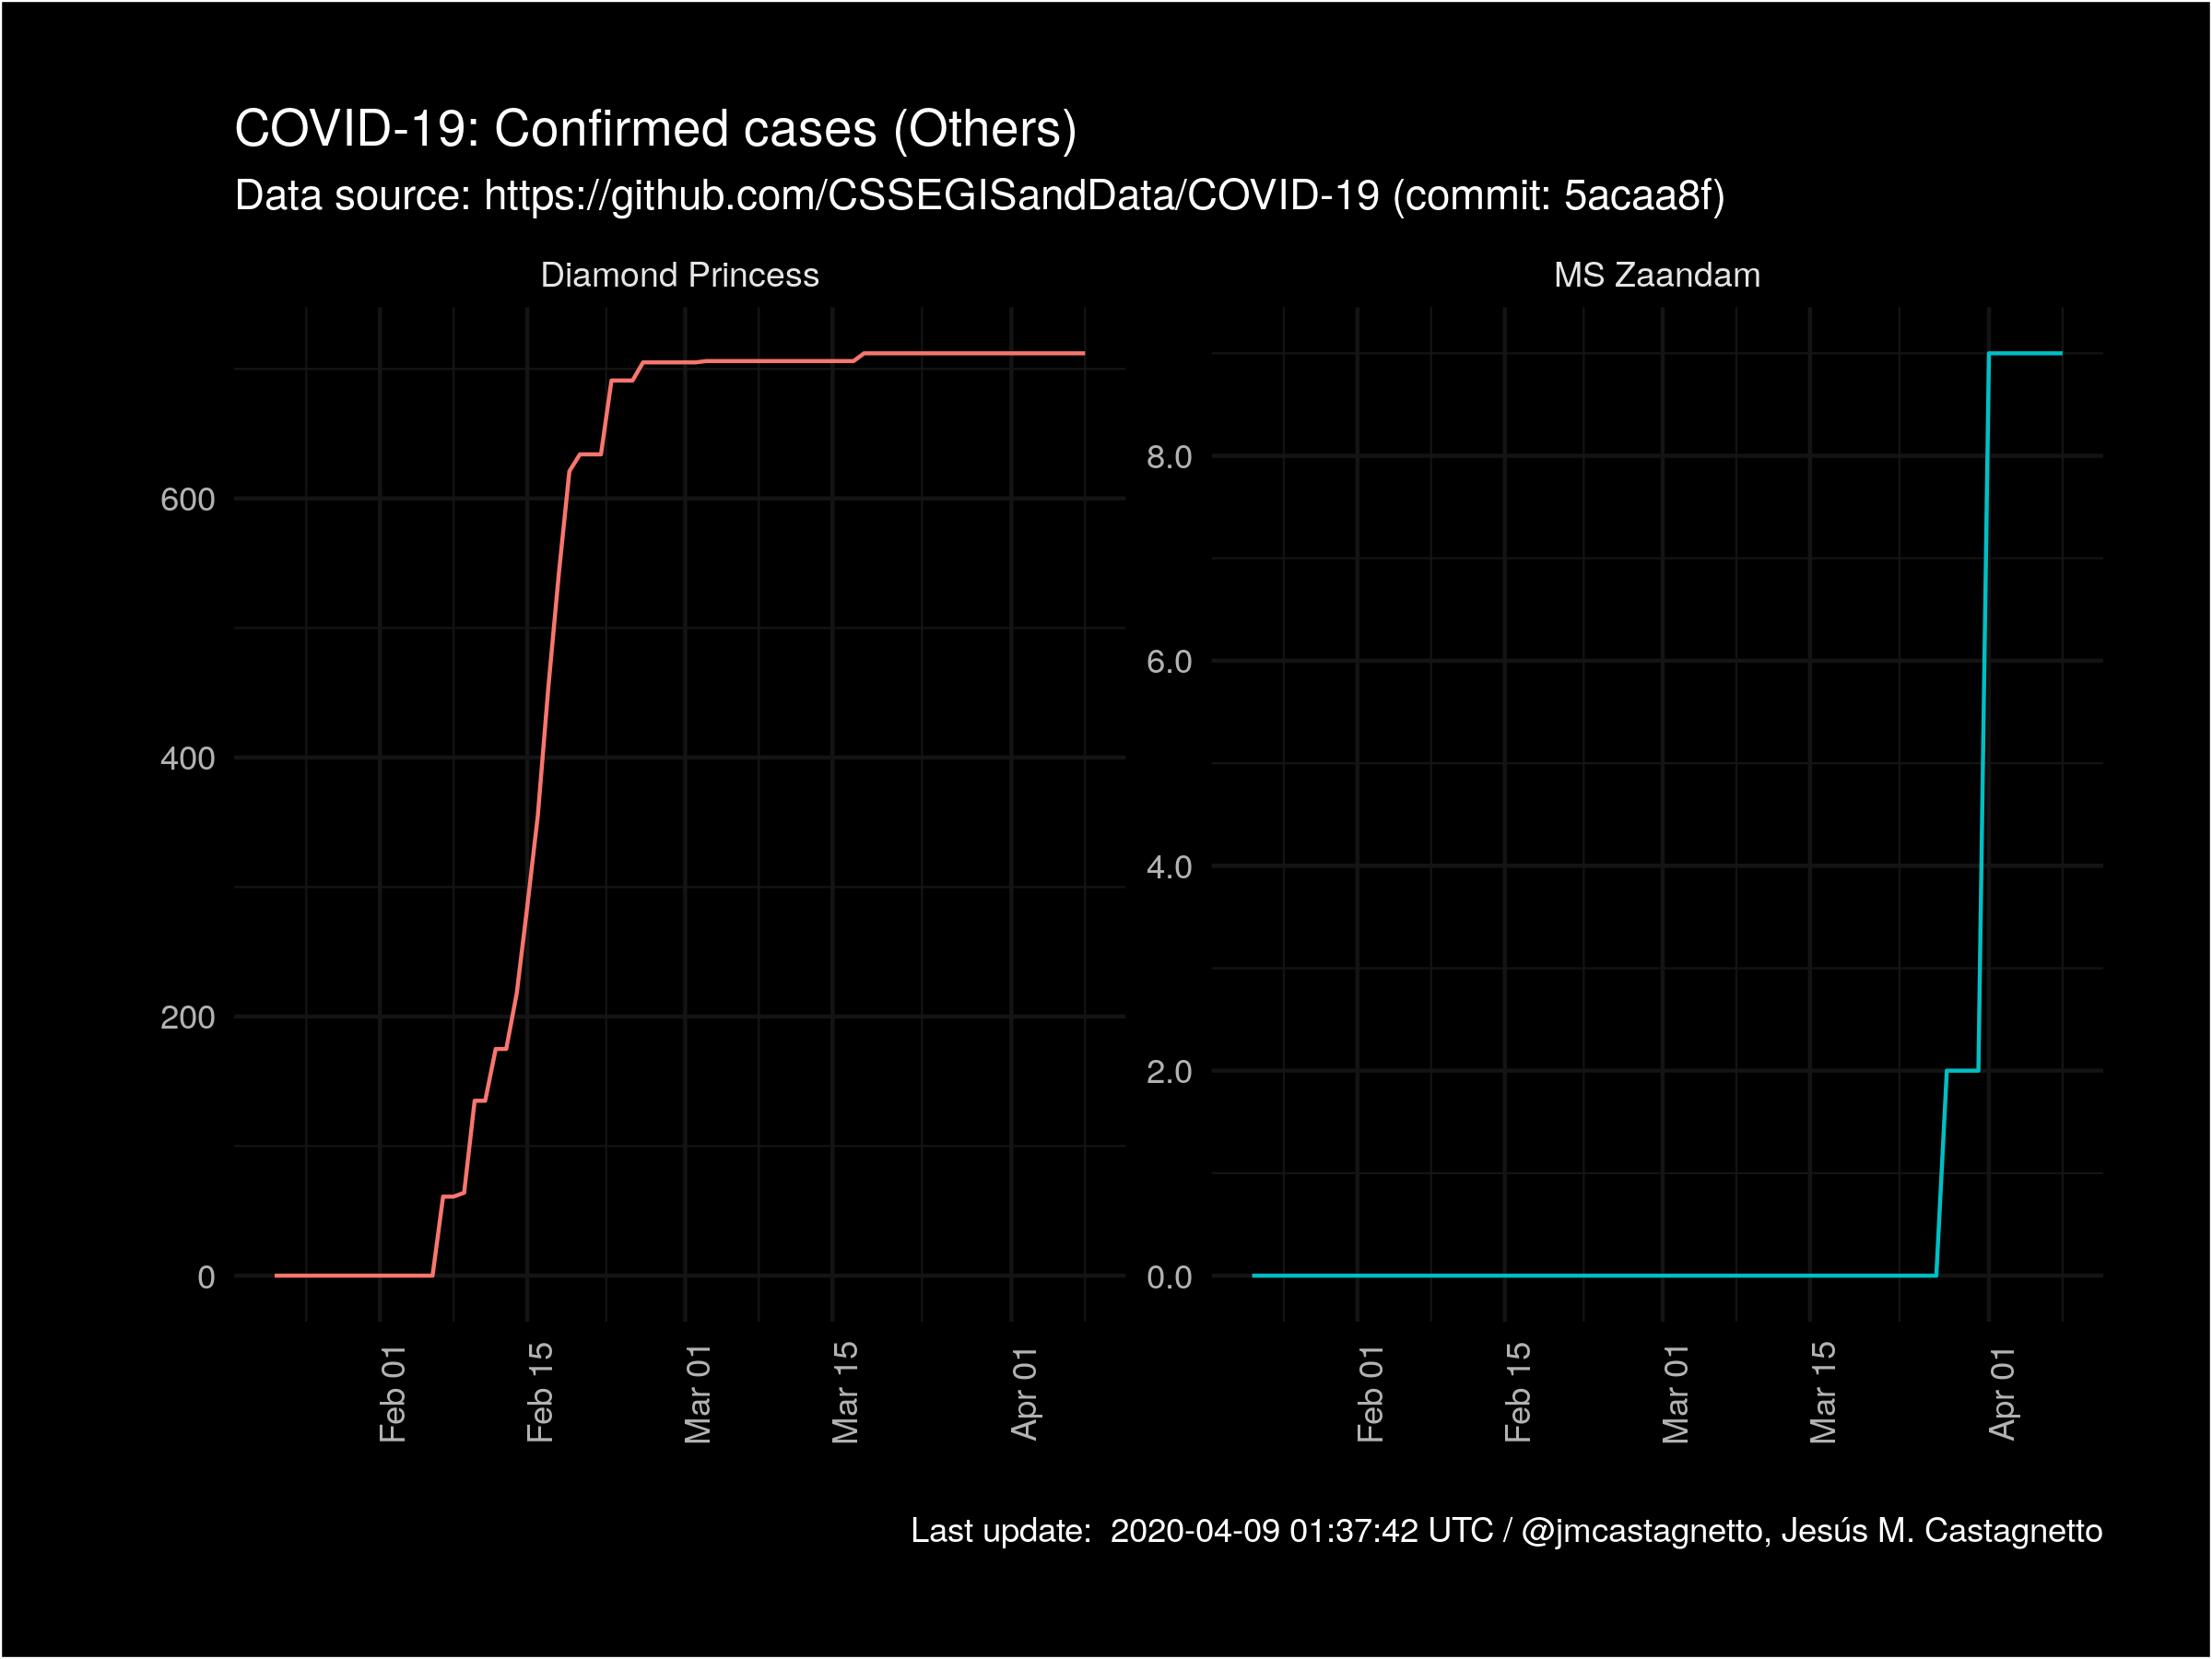 COVID-19: Confirmed cases (Others)
Data source: https://github.com/CSSEGISandData/COVID-19 (commit: 5acaa8f)
Diamond Princess
600
400
200
0
Feb 01
Feb 15
Mar 01
Mar 15
Apr 01
MS Zaandam
8.0
6.0
4.0
2.0
0.0
Feb 01
Feb 15
Mar 01
Mar 15
Apr 01
Last update:  2020-04-09 01:37:42 UTC / @jmcastagnetto, Jesús M. Castagnetto